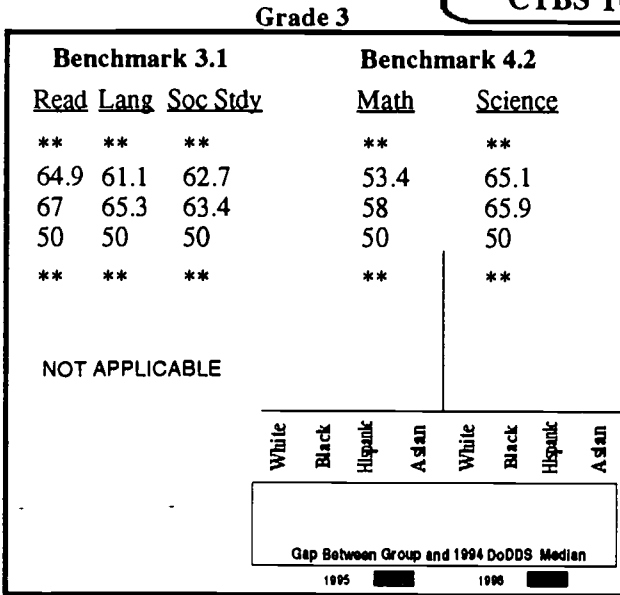 Grade 3
Benchmark 3.1 Benchmark 4.2
Read Lang Soc Stdy Math Science
** ** ** ** **
64.9 61.1 62.7 53.4 65.1
67 65.3 63.4 58 65.9
50 50 50 50 50
** ** ** ** **
NOT APPLICABLE
White Black Hispanic Asian White Black Hispanic Asian
Gap Between Group and 1994 DoDDS Median
1995 1996